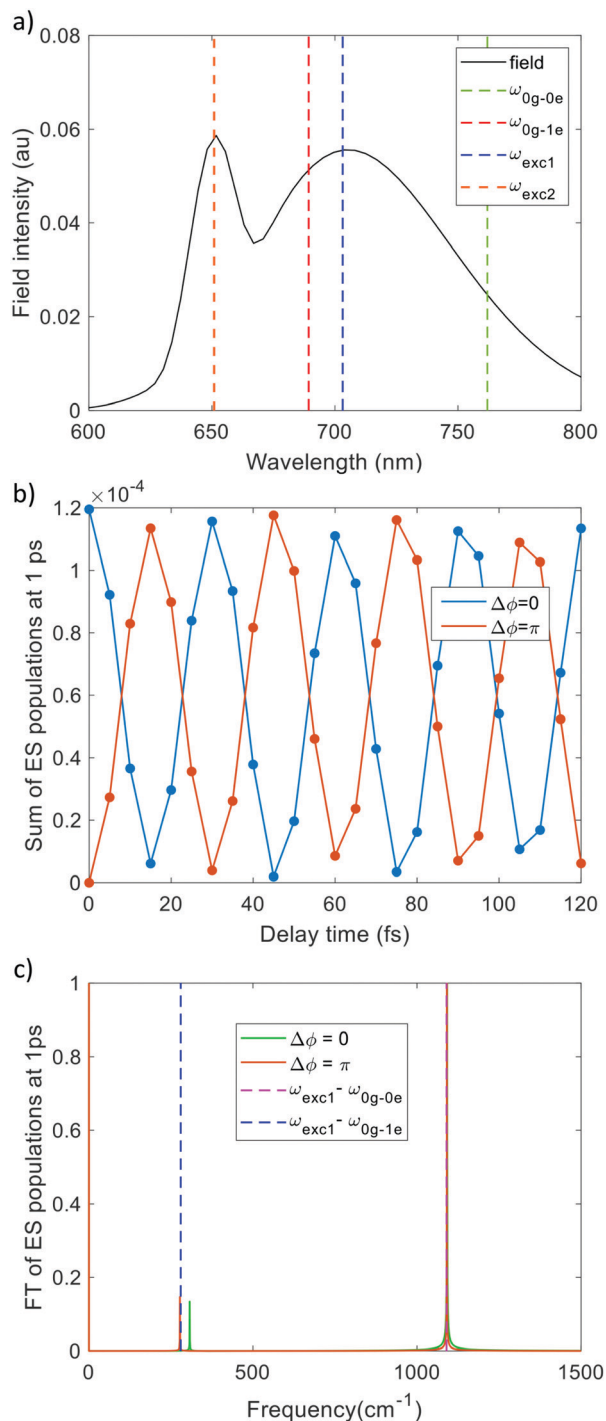 a)
0.08
0.06
0.04
0.02
0
Field intensity (au)
600
650
700
750
800
Wavelength (nm)
field
ω0g-0e
ω0g-1e
ωexc1
ωexc2
b)
×10-4
1.2
1
0.8
0.6
0.4
0.2
0
Sum of ES populations at 1 ps
0
20
40
60
80
100
120
Delay time (fs)
Δϕ=0
Δϕ=π
c)
1
0.8
0.6
0.4
0.2
0
FT of ES populations at 1ps
0
500
1000
1500
Frequency(cm-1)
Δϕ = 0
Δϕ = π
ωexc1- ω0g-0e
ωexc1- ω0g-1e